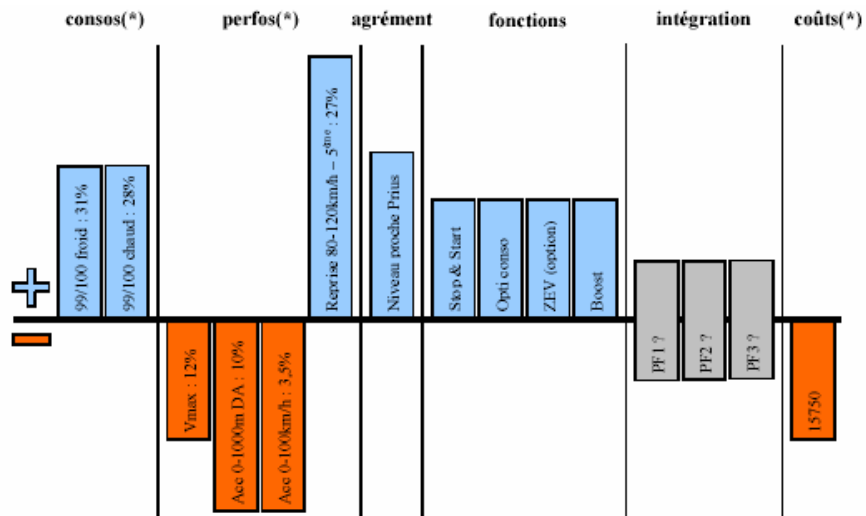 consos(*)
perfos(*)
agrément
fonctions
intégration
coûts(*)
99/100 froid : 31%
99/100 chaud : 28%
Vmax : 12%
Acc 0-1000m DA : 10%
Acc 0-100km/h : 3,5%
Reprise 80-120km/h – 5ème : 27%
Niveau proche Prius
Stop & Start
Opti conso
ZEV (option)
Boost
PF1 ?
PF2 ?
PF3 ?
15750